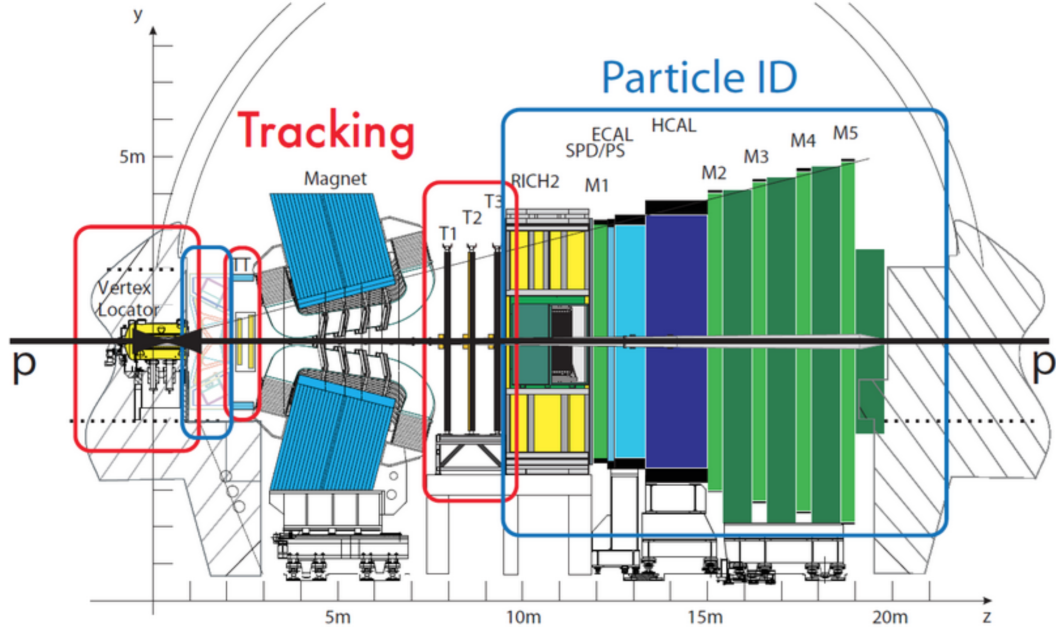 y
Particle ID
Tracking
HCAL
ECAL
SPD/PS
M5
M4
M3
M2
M1
5m
Magnet
RICH2
T3
T2
T1
TT
Vertex
Locator
p
p
5m
10m
15m
20m
z